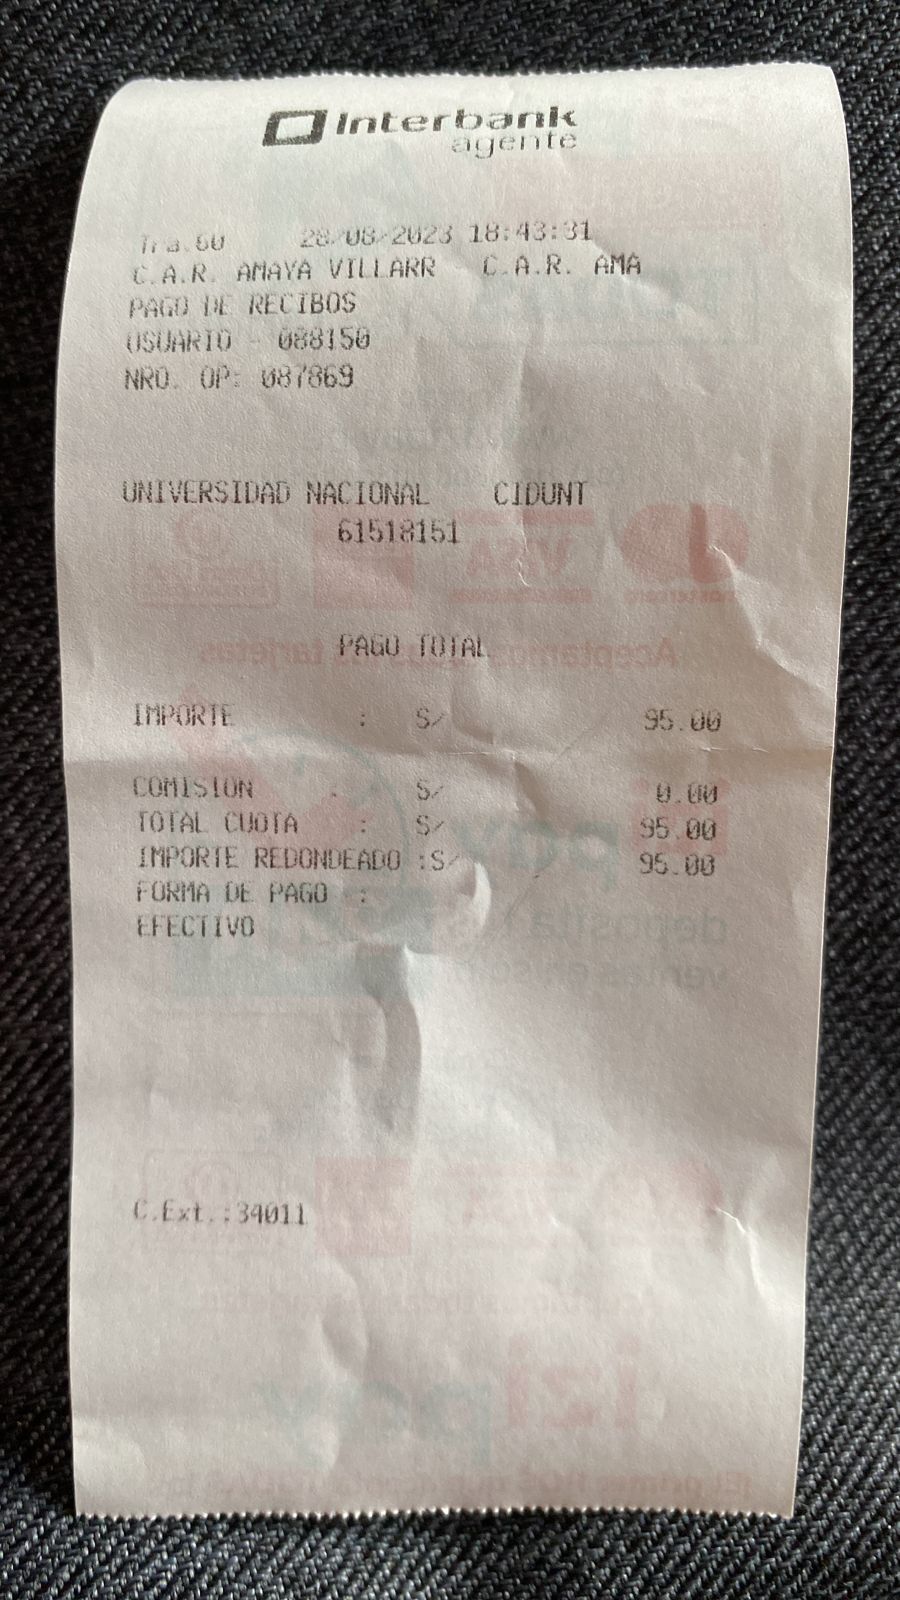 Interbank
agente
Tra.60 28/08/2023 18:43:31
C.A.R. AMAYA VILLARR C.A.R. AMA
PAGO DE RECIBOS
USUARIO - 088150
NRO. OP: 087869
UNIVERSIDAD NACIONAL CIDUNT
61518151
PAGO TOTAL
IMPORTE : S/ 95.00
COMISION : S/ 0.00
TOTAL CUOTA : S/ 95.00
IMPORTE REDONDEADO :S/ 95.00
FORMA DE PAGO :
EFECTIVO
C.Ext.:34011